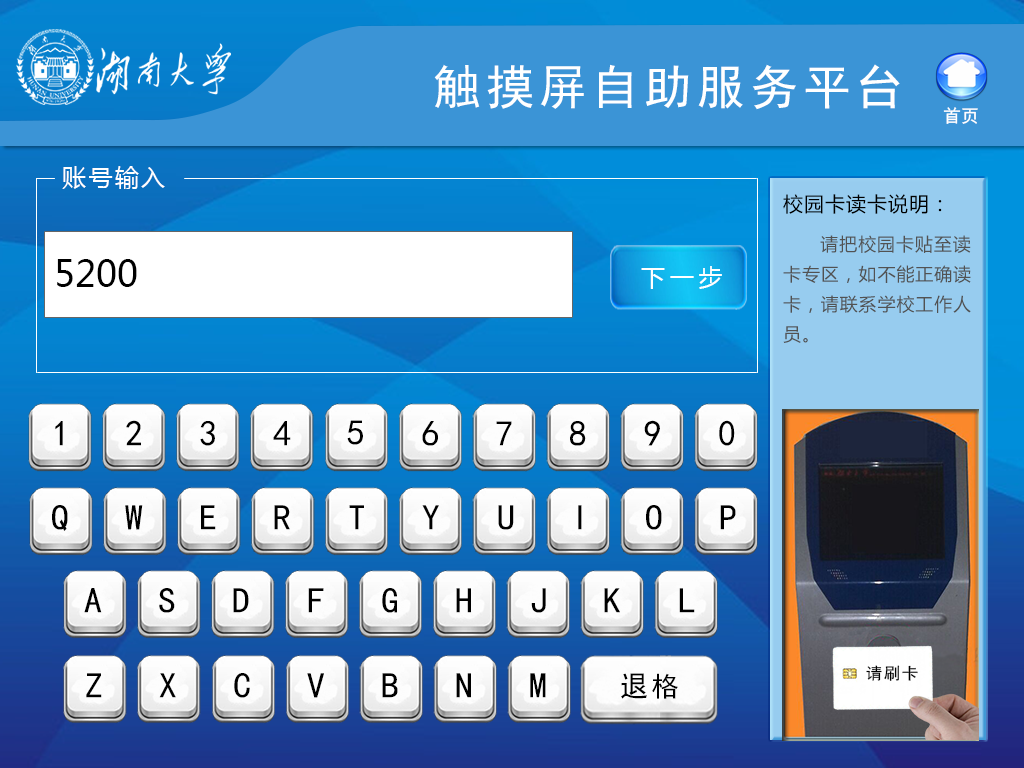 湖南大学
HUNAN UNIVERSITY
触摸屏自助服务平台
首页
账号输入
5200
下一步
校园卡读卡说明：
请把校园卡贴至读
卡专区，如不能正确读
卡，请联系学校工作人
员。
1 2 3 4 5 6 7 8 9 0
Q W E R T Y U I O P
A S D F G H J K L
Z X C V B N M 退格
请刷卡